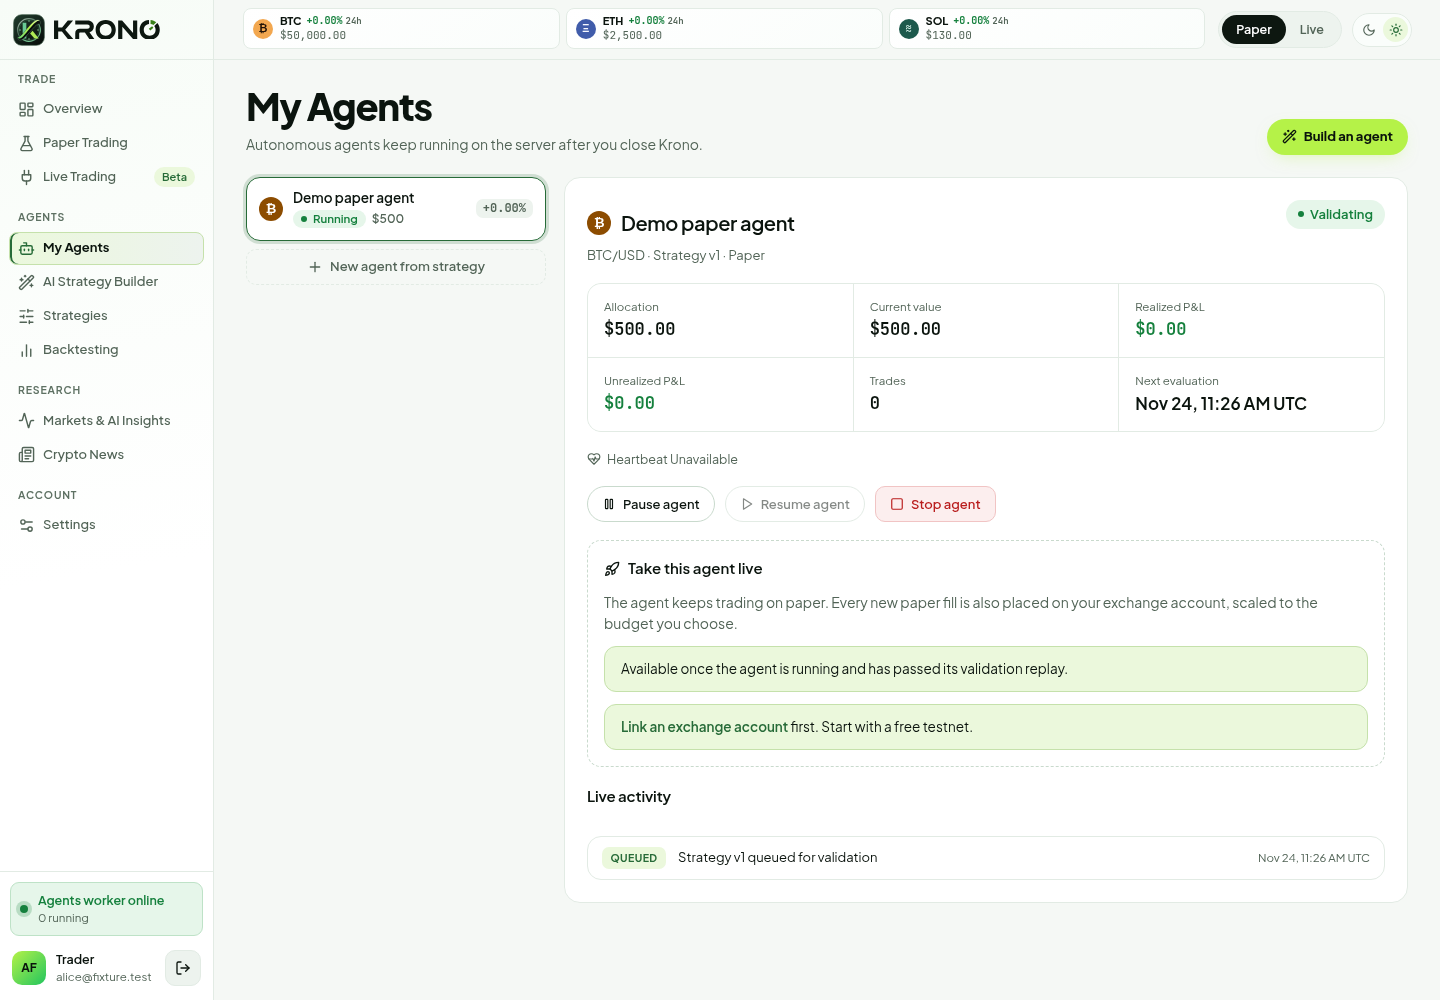 KRONO
BTC +0.00% 24h
$50,000.00
ETH +0.00% 24h
$2,500.00
SOL +0.00% 24h
$130.00
Paper
Live
TRADE
Overview
Paper Trading
Live Trading
Beta
AGENTS
My Agents
AI Strategy Builder
Strategies
Backtesting
RESEARCH
Markets & AI Insights
Crypto News
ACCOUNT
Settings
Agents worker online
0 running
AF
Trader
alice@fixture.test
My Agents
Autonomous agents keep running on the server after you close Krono.
Build an agent
Demo paper agent
Running $500
+0.00%
New agent from strategy
Demo paper agent
Validating
BTC/USD · Strategy v1 · Paper
Allocation
$500.00
Current value
$500.00
Realized P&L
$0.00
Unrealized P&L
$0.00
Trades
0
Next evaluation
Nov 24, 11:26 AM UTC
Heartbeat Unavailable
Pause agent
Resume agent
Stop agent
Take this agent live
The agent keeps trading on paper. Every new paper fill is also placed on your exchange account, scaled to the
budget you choose.
Available once the agent is running and has passed its validation replay.
Link an exchange account first. Start with a free testnet.
Live activity
QUEUED
Strategy v1 queued for validation
Nov 24, 11:26 AM UTC